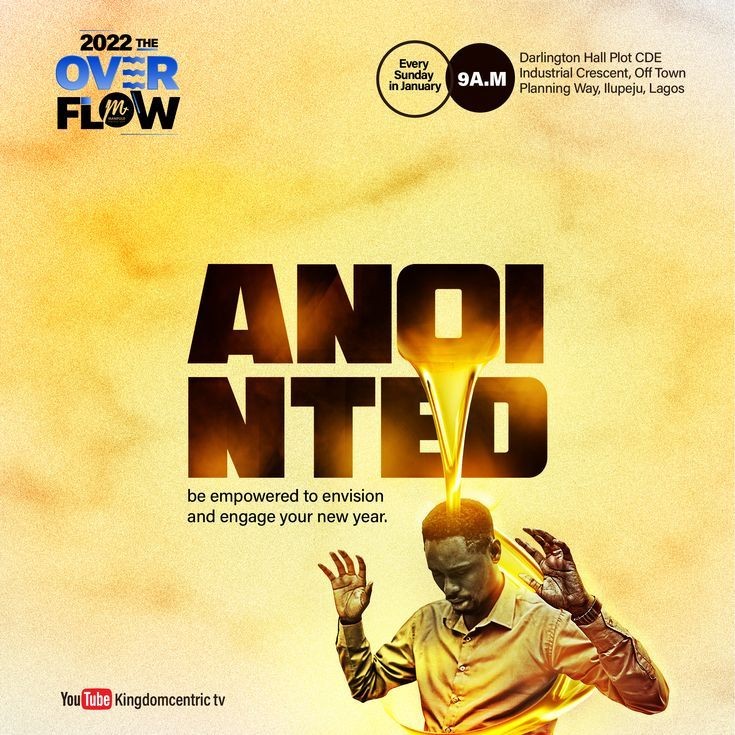 2022 THE
OVER
FLOW
Every
Sunday
in January
9A.M
Darlington Hall Plot CDE
Industrial Crescent, Off Town
Planning Way, Ilupeju, Lagos
ANOI
NTED
be empowered to envision
and engage your new year.
YouTube Kingdomcentric tv